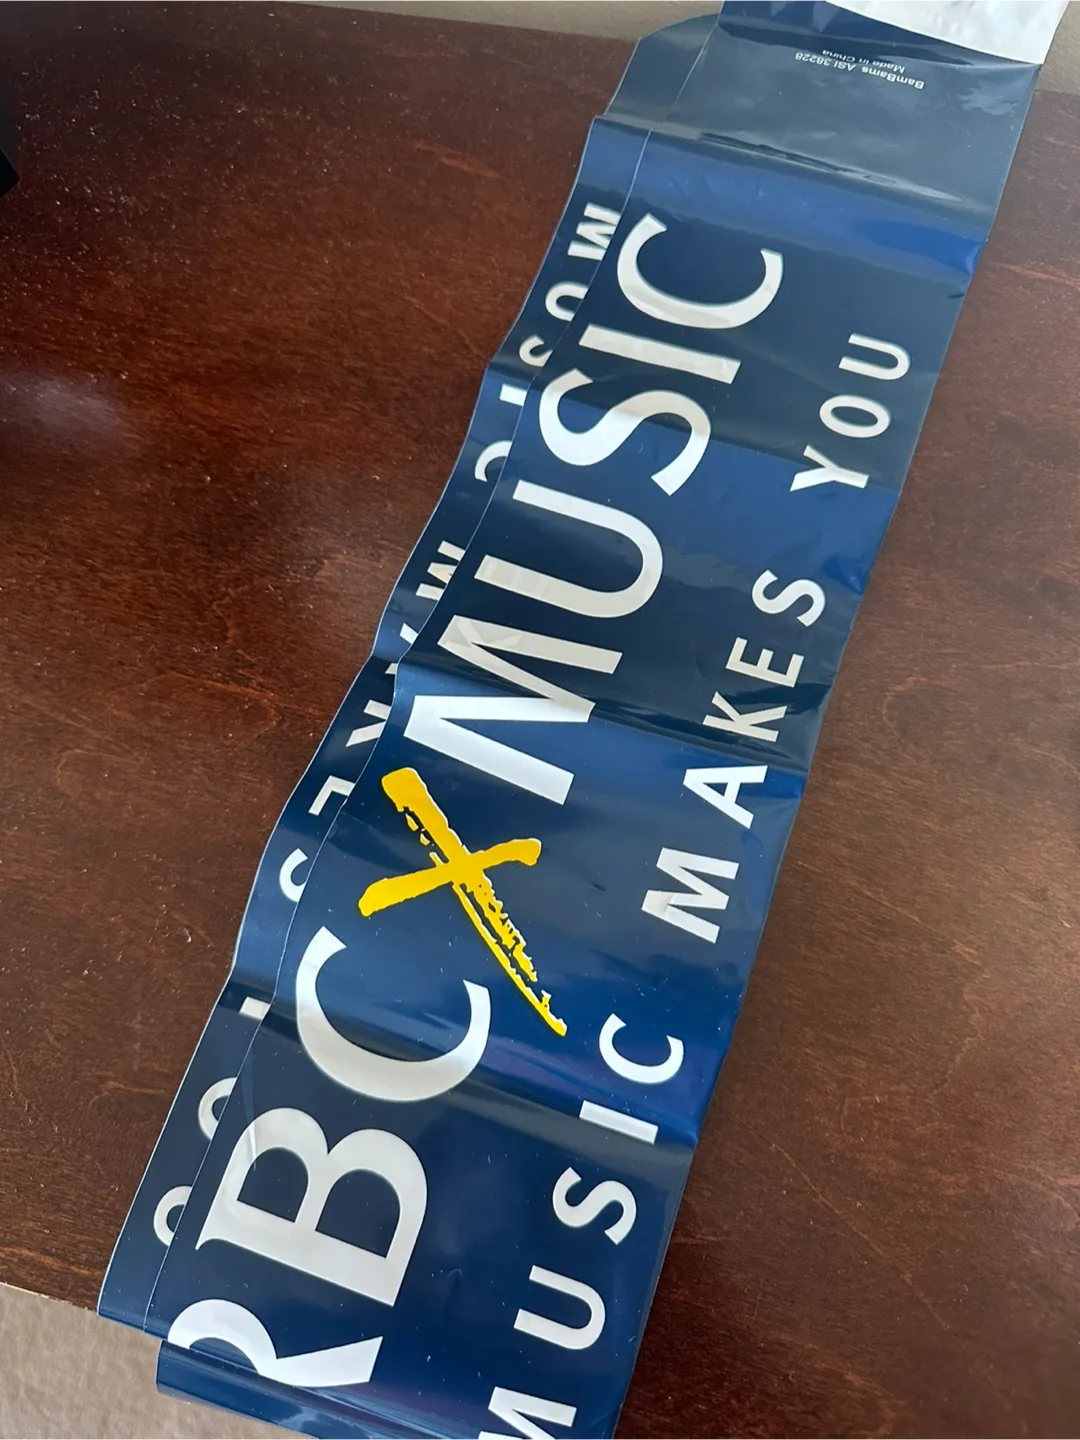 BamBams ASI 38228
Made in China
RBC X MUSIC
MUSIC MAKES YOU